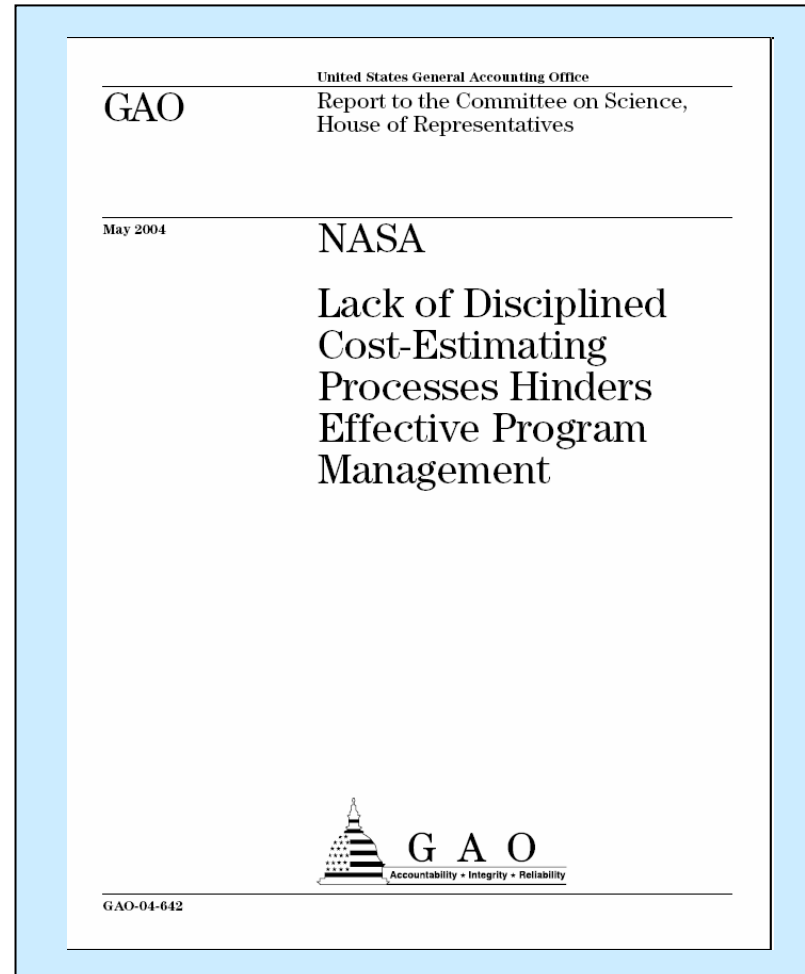 United States General Accounting Office
GAO
Report to the Committee on Science,
House of Representatives
May 2004
NASA
Lack of Disciplined
Cost-Estimating
Processes Hinders
Effective Program
Management
G A O
Accountability ★ Integrity ★ Reliability
GAO-04-642